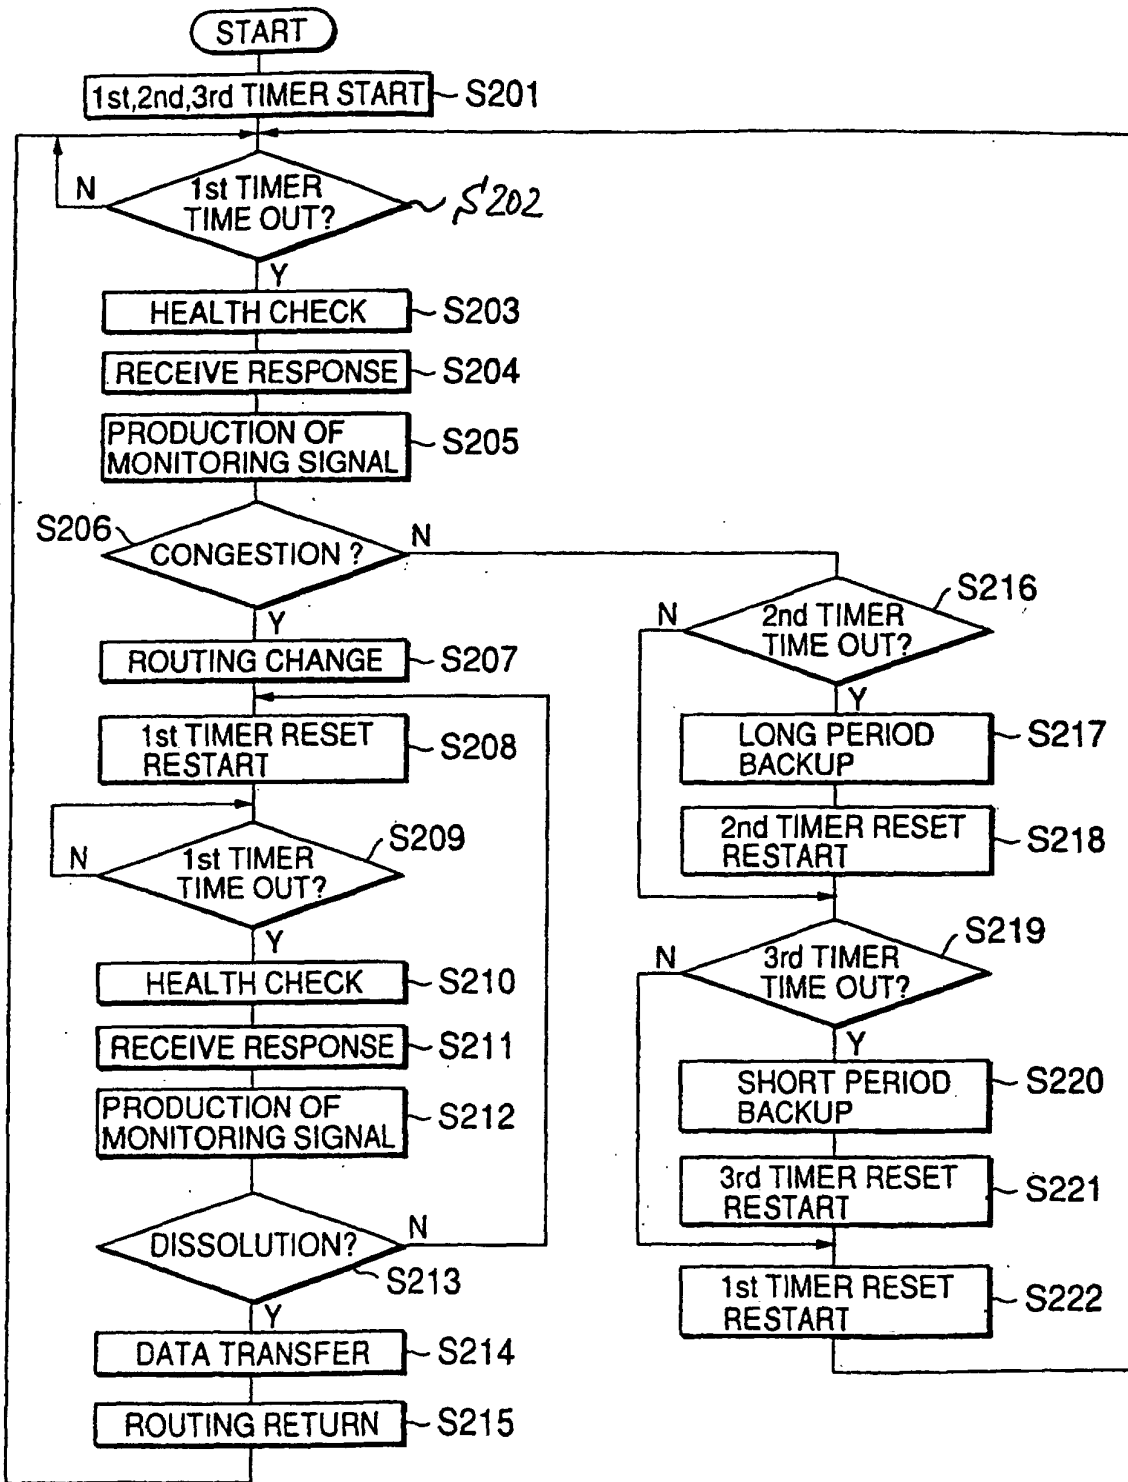 START
1st,2nd,3rd TIMER START
S201
1st TIMER
TIME OUT?
N
S202
Y
HEALTH CHECK
S203
RECEIVE RESPONSE
S204
PRODUCTION OF
MONITORING SIGNAL
S205
S206
CONGESTION ?
N
Y
ROUTING CHANGE
S207
1st TIMER RESET
RESTART
S208
1st TIMER
TIME OUT?
S209
N
Y
HEALTH CHECK
S210
RECEIVE RESPONSE
S211
PRODUCTION OF
MONITORING SIGNAL
S212
DISSOLUTION?
N
S213
Y
DATA TRANSFER
S214
ROUTING RETURN
S215
2nd TIMER
TIME OUT?
S216
N
Y
LONG PERIOD
BACKUP
S217
2nd TIMER RESET
RESTART
S218
3rd TIMER
TIME OUT?
S219
N
Y
SHORT PERIOD
BACKUP
S220
3rd TIMER RESET
RESTART
S221
1st TIMER RESET
RESTART
S222